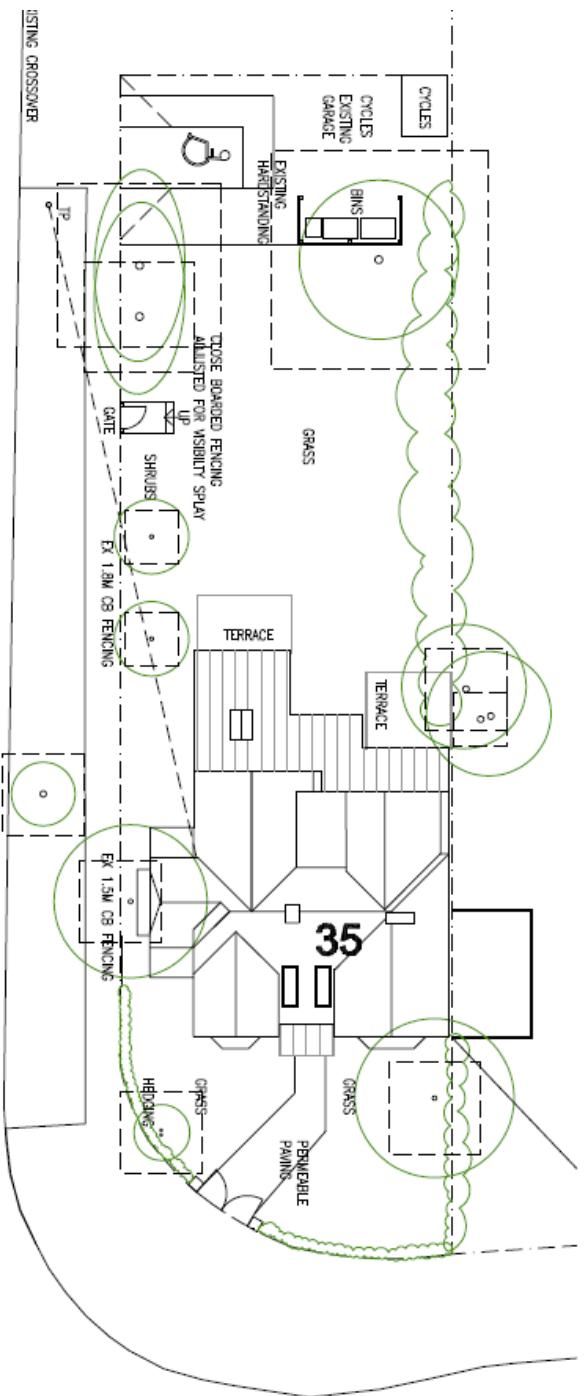 ISTING CROSSOVER
CYCLES
CYCLES
EXISTING
GARAGE
EXISTING
HARDSTANDING
BINS
TP
CLOSE BOARDED FENCING
ADJUSTED FOR VISIBILTY SPLAY
UP
GATE
GRASS
SHRUBS
EX 1.8M CB FENCING
TERRACE
TERRACE
EX 1.5M CB FENCING
35
GRASS
HEDGING
GRASS
PERMEABLE
PAVING